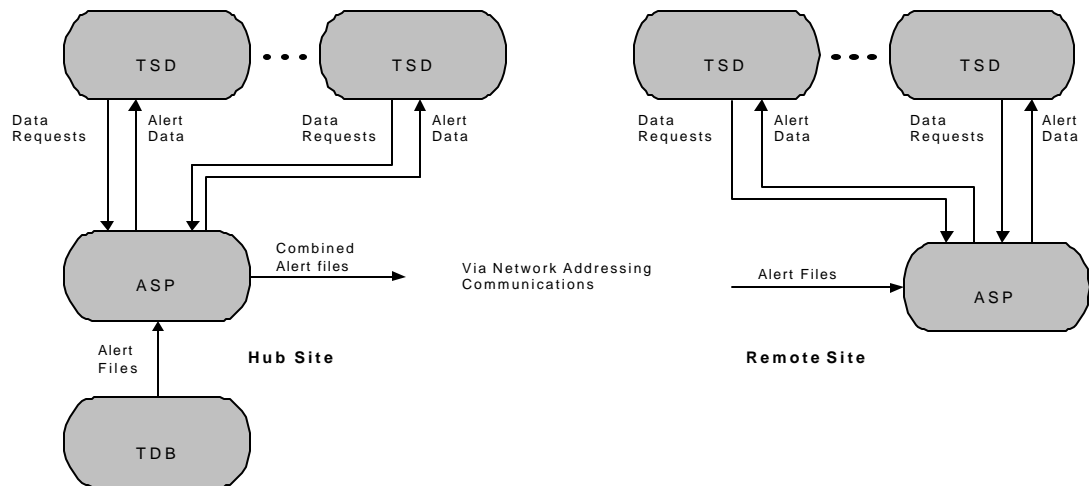 TSD
TSD
TSD
TSD
Data
Requests
Alert
Data
Data
Requests
Alert
Data
Data
Requests
Alert
Data
Data
Requests
Alert
Data
ASP
Combined
Alert files
Via Network Addressing
Communications
Alert Files
ASP
Alert
Files
Hub Site
Remote Site
TDB